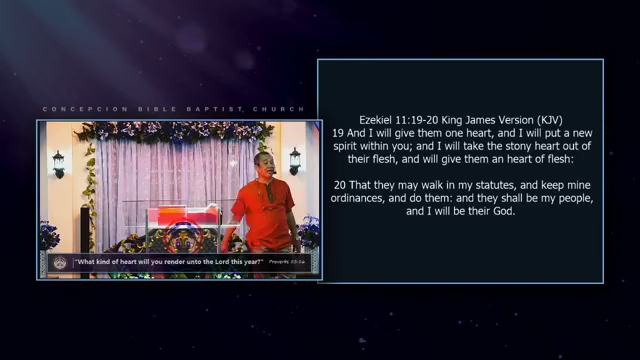 CONCEPCION BIBLE BAPTIST CHURCH
Ezekiel 11:19-20 King James Version (KJV)
19 And I will give them one heart, and I will put a new
spirit within you; and I will take the stony heart out of
their flesh, and will give them an heart of flesh:
20 That they may walk in my statutes, and keep mine
ordinances, and do them: and they shall be my people,
and I will be their God.
"What kind of heart will you render unto the Lord this year?" Proverbs